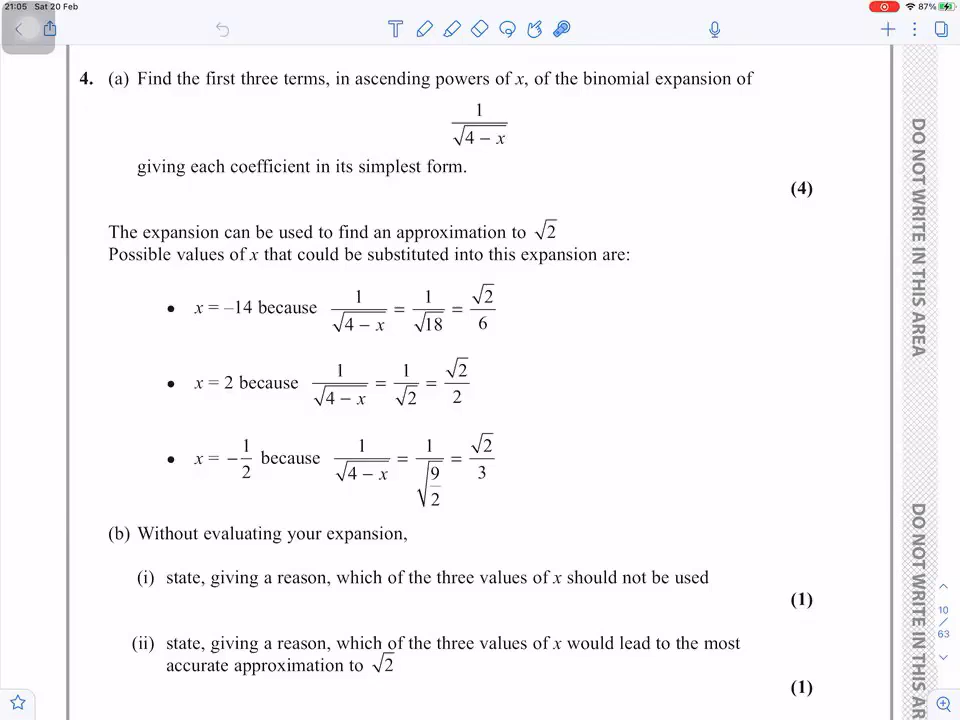 21:05 Sat 20 Feb
87%
4. (a) Find the first three terms, in ascending powers of x, of the binomial expansion of
1/√(4 − x)
giving each coefficient in its simplest form.
(4)
The expansion can be used to find an approximation to √2
Possible values of x that could be substituted into this expansion are:
• x = –14 because 1/√(4 − x) = 1/√18 = √2/6
• x = 2 because 1/√(4 − x) = 1/√2 = √2/2
• x = −1/2 because 1/√(4 − x) = 1/√(9/2) = √2/3
(b) Without evaluating your expansion,
(i) state, giving a reason, which of the three values of x should not be used
(1)
(ii) state, giving a reason, which of the three values of x would lead to the most
accurate approximation to √2
(1)
DO NOT WRITE IN THIS AREA
DO NOT WRITE IN THIS AR
10
/
63